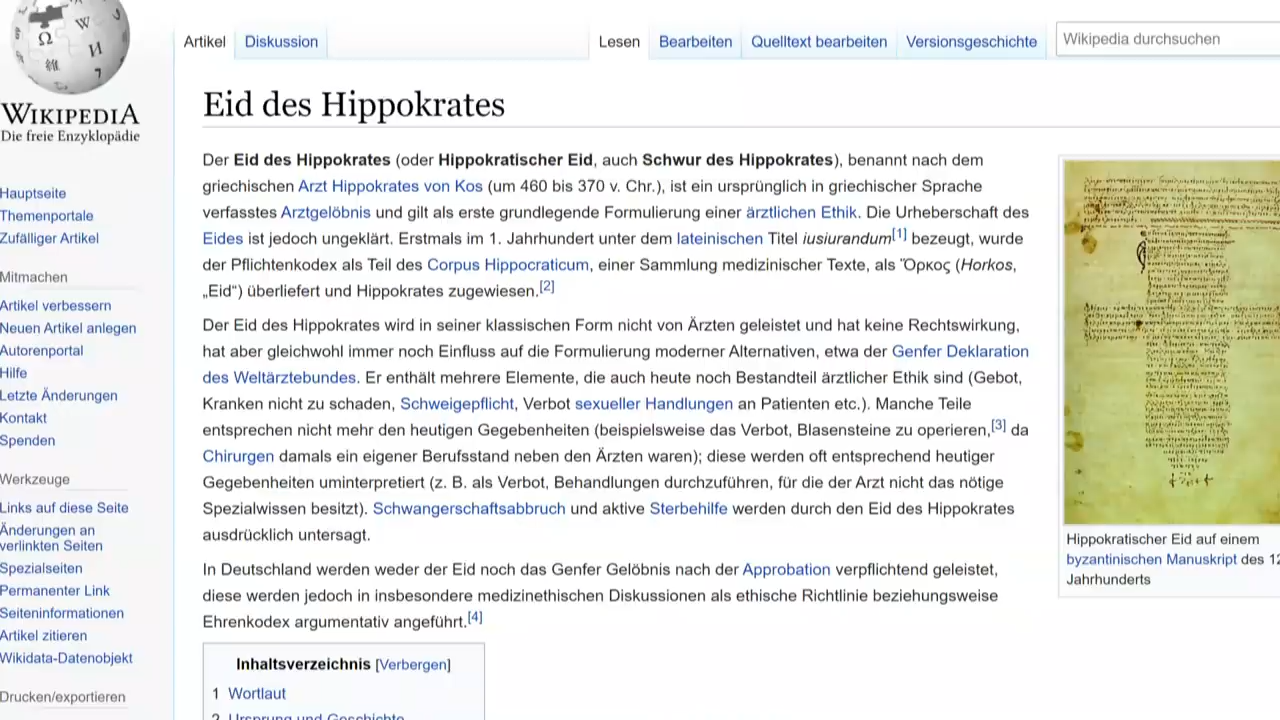 Artikel Diskussion Lesen Bearbeiten Quelltext bearbeiten Versionsgeschichte Wikipedia durchsuchen
WIKIPEDIA
Die freie Enzyklopädie
Hauptseite
Themenportale
Zufälliger Artikel
Mitmachen
Artikel verbessern
Neuen Artikel anlegen
Autorenportal
Hilfe
Letzte Änderungen
Kontakt
Spenden
Werkzeuge
Links auf diese Seite
Änderungen an
verlinkten Seiten
Spezialseiten
Permanenter Link
Seiteninformationen
Artikel zitieren
Wikidata-Datenobjekt
Drucken/exportieren
Eid des Hippokrates
Der Eid des Hippokrates (oder Hippokratischer Eid, auch Schwur des Hippokrates), benannt nach dem
griechischen Arzt Hippokrates von Kos (um 460 bis 370 v. Chr.), ist ein ursprünglich in griechischer Sprache
verfasstes Arztgelöbnis und gilt als erste grundlegende Formulierung einer ärztlichen Ethik. Die Urheberschaft des
Eides ist jedoch ungeklärt. Erstmals im 1. Jahrhundert unter dem lateinischen Titel iusiurandum[1] bezeugt, wurde
der Pflichtenkodex als Teil des Corpus Hippocraticum, einer Sammlung medizinischer Texte, als Ὅρκος (Horkos,
„Eid“) überliefert und Hippokrates zugewiesen.[2]
Der Eid des Hippokrates wird in seiner klassischen Form nicht von Ärzten geleistet und hat keine Rechtswirkung,
hat aber gleichwohl immer noch Einfluss auf die Formulierung moderner Alternativen, etwa der Genfer Deklaration
des Weltärztebundes. Er enthält mehrere Elemente, die auch heute noch Bestandteil ärztlicher Ethik sind (Gebot,
Kranken nicht zu schaden, Schweigepflicht, Verbot sexueller Handlungen an Patienten etc.). Manche Teile
entsprechen nicht mehr den heutigen Gegebenheiten (beispielsweise das Verbot, Blasensteine zu operieren,[3] da
Chirurgen damals ein eigener Berufsstand neben den Ärzten waren); diese werden oft entsprechend heutiger
Gegebenheiten uminterpretiert (z. B. als Verbot, Behandlungen durchzuführen, für die der Arzt nicht das nötige
Spezialwissen besitzt). Schwangerschaftsabbruch und aktive Sterbehilfe werden durch den Eid des Hippokrates
ausdrücklich untersagt.
In Deutschland werden weder der Eid noch das Genfer Gelöbnis nach der Approbation verpflichtend geleistet,
diese werden jedoch in insbesondere medizinethischen Diskussionen als ethische Richtlinie beziehungsweise
Ehrenkodex argumentativ angeführt.[4]
Inhaltsverzeichnis [Verbergen]
1 Wortlaut
2 Ursprung und Geschichte
Hippokratischer Eid auf einem
byzantinischen Manuskript des 12
Jahrhunderts